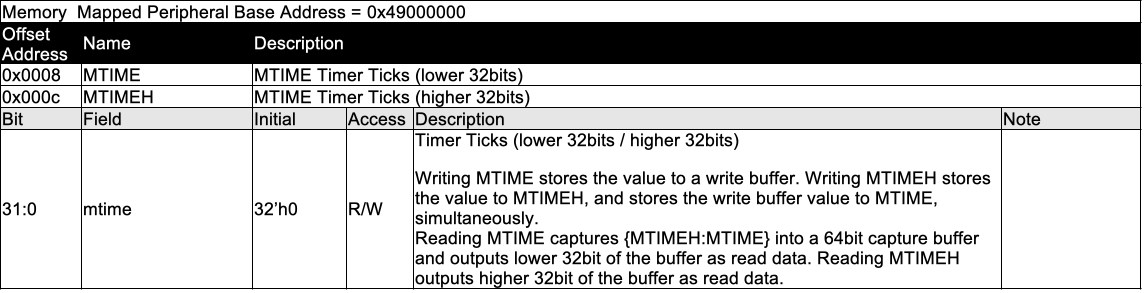 Memory Mapped Peripheral Base Address = 0x49000000
Offset
Address
Name
Description
0x0008 MTIME MTIME Timer Ticks (lower 32bits)
0x000c MTIMEH MTIME Timer Ticks (higher 32bits)
Bit Field Initial Access Description Note
31:0 mtime 32’h0 R/W
Timer Ticks (lower 32bits / higher 32bits)
Writing MTIME stores the value to a write buffer. Writing MTIMEH stores
the value to MTIMEH, and stores the write buffer value to MTIME,
simultaneously.
Reading MTIME captures {MTIMEH:MTIME} into a 64bit capture buffer
and outputs lower 32bit of the buffer as read data. Reading MTIMEH
outputs higher 32bit of the buffer as read data.